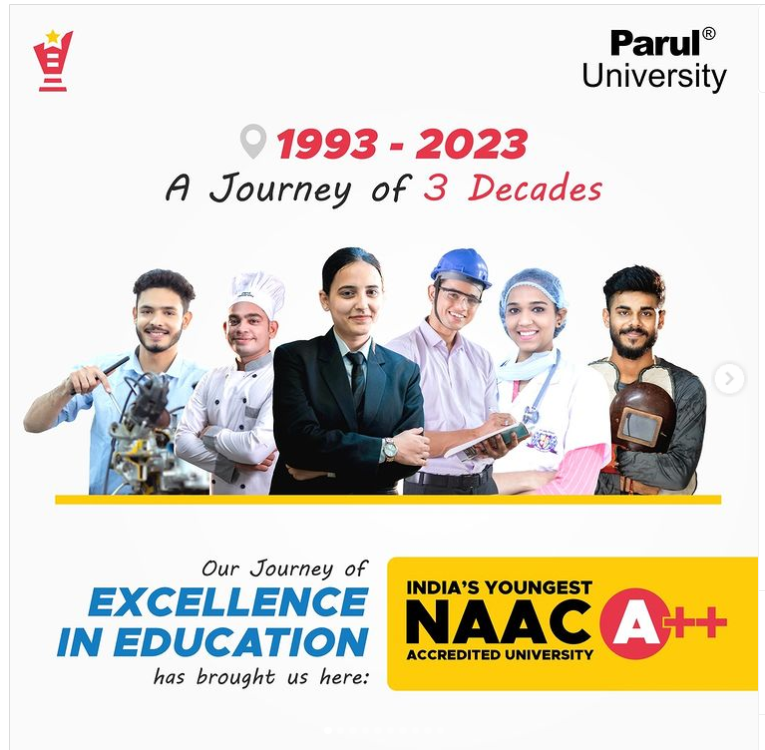 Parul®
University
1993 - 2023
A Journey of 3 Decades
Our Journey of
EXCELLENCE
IN EDUCATION
has brought us here:
INDIA'S YOUNGEST
NAAC A++
ACCREDITED UNIVERSITY